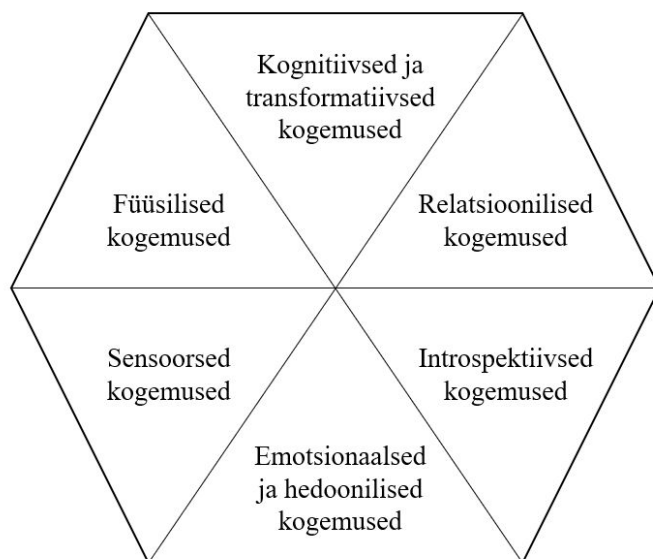 Kognitiivsed ja
transformatiivsed
kogemused
Füüsilised
kogemused
Relatsioonilised
kogemused
Sensoorsed
kogemused
Introspektiivsed
kogemused
Emotsionaalsed
ja hedoonilised
kogemused